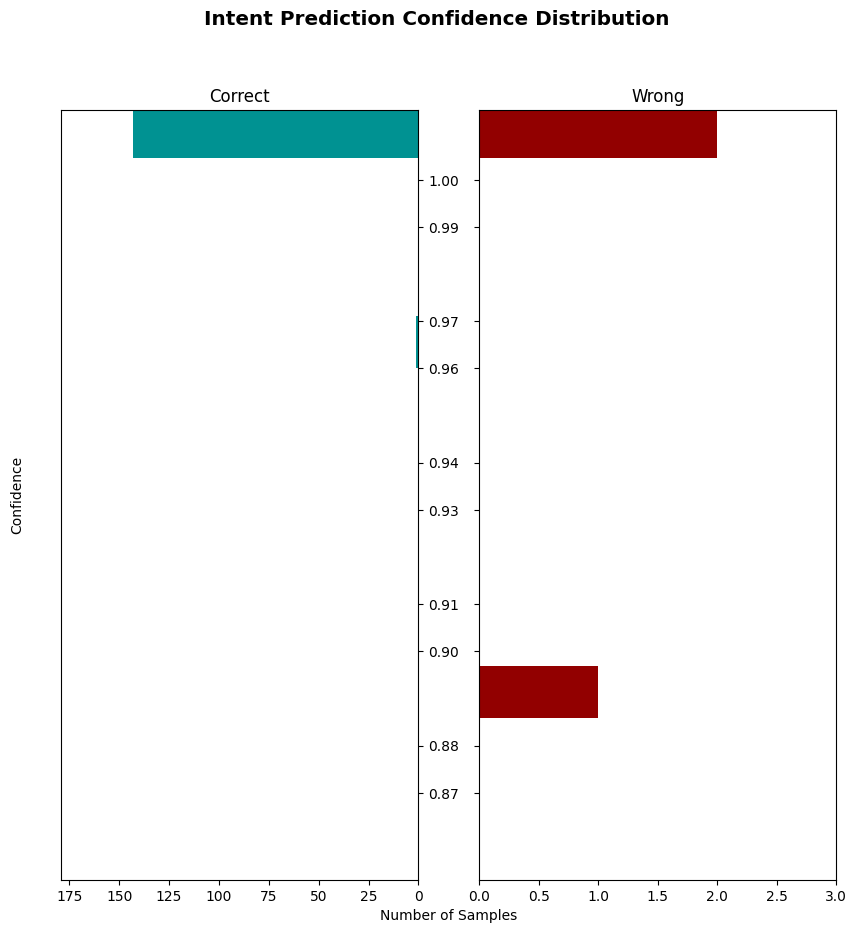 Intent Prediction Confidence Distribution
Correct
Wrong
1.00
0.99
0.97
0.96
0.94
0.93
0.91
0.90
0.88
0.87
Confidence
175 150 125 100 75 50 25 0
0.0 0.5 1.0 1.5 2.0 2.5 3.0
Number of Samples